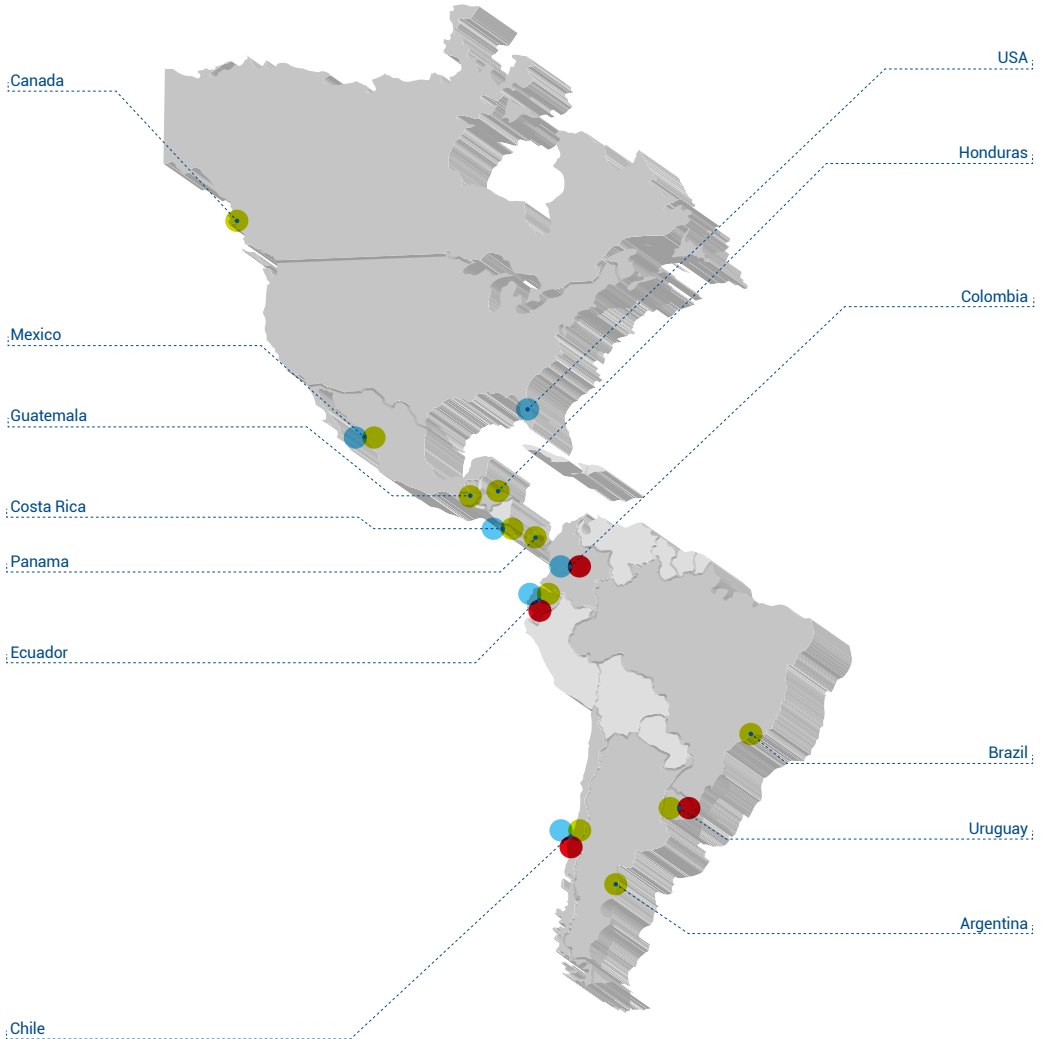 USA
Canada
Honduras
Colombia
Mexico
Guatemala
Costa Rica
Panama
Ecuador
Brazil
Uruguay
Argentina
Chile